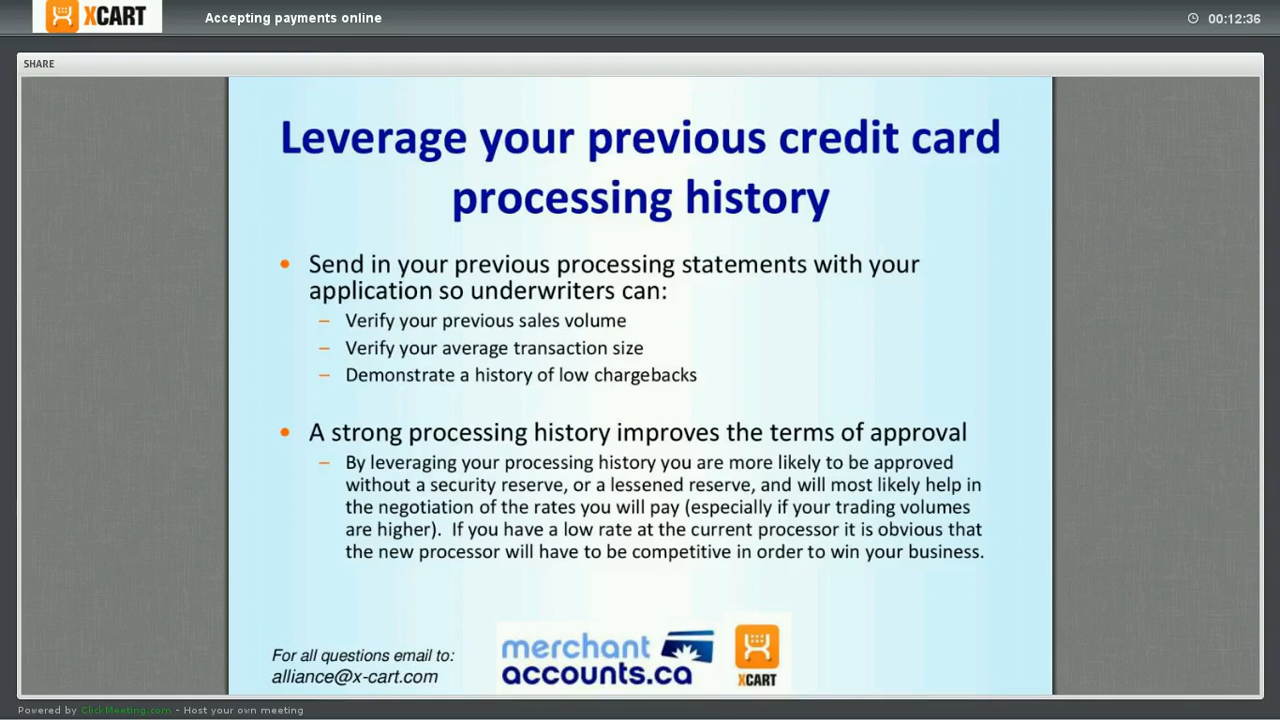 XCART
Accepting payments online
00:12:36
SHARE
Leverage your previous credit card
processing history
• Send in your previous processing statements with your
application so underwriters can:
– Verify your previous sales volume
– Verify your average transaction size
– Demonstrate a history of low chargebacks
• A strong processing history improves the terms of approval
– By leveraging your processing history you are more likely to be approved
without a security reserve, or a lessened reserve, and will most likely help in
the negotiation of the rates you will pay (especially if your trading volumes
are higher). If you have a low rate at the current processor it is obvious that
the new processor will have to be competitive in order to win your business.
For all questions email to:
alliance@x-cart.com
merchant
accounts.ca
XCART
Powered by ClickMeeting.com - Host your own meeting